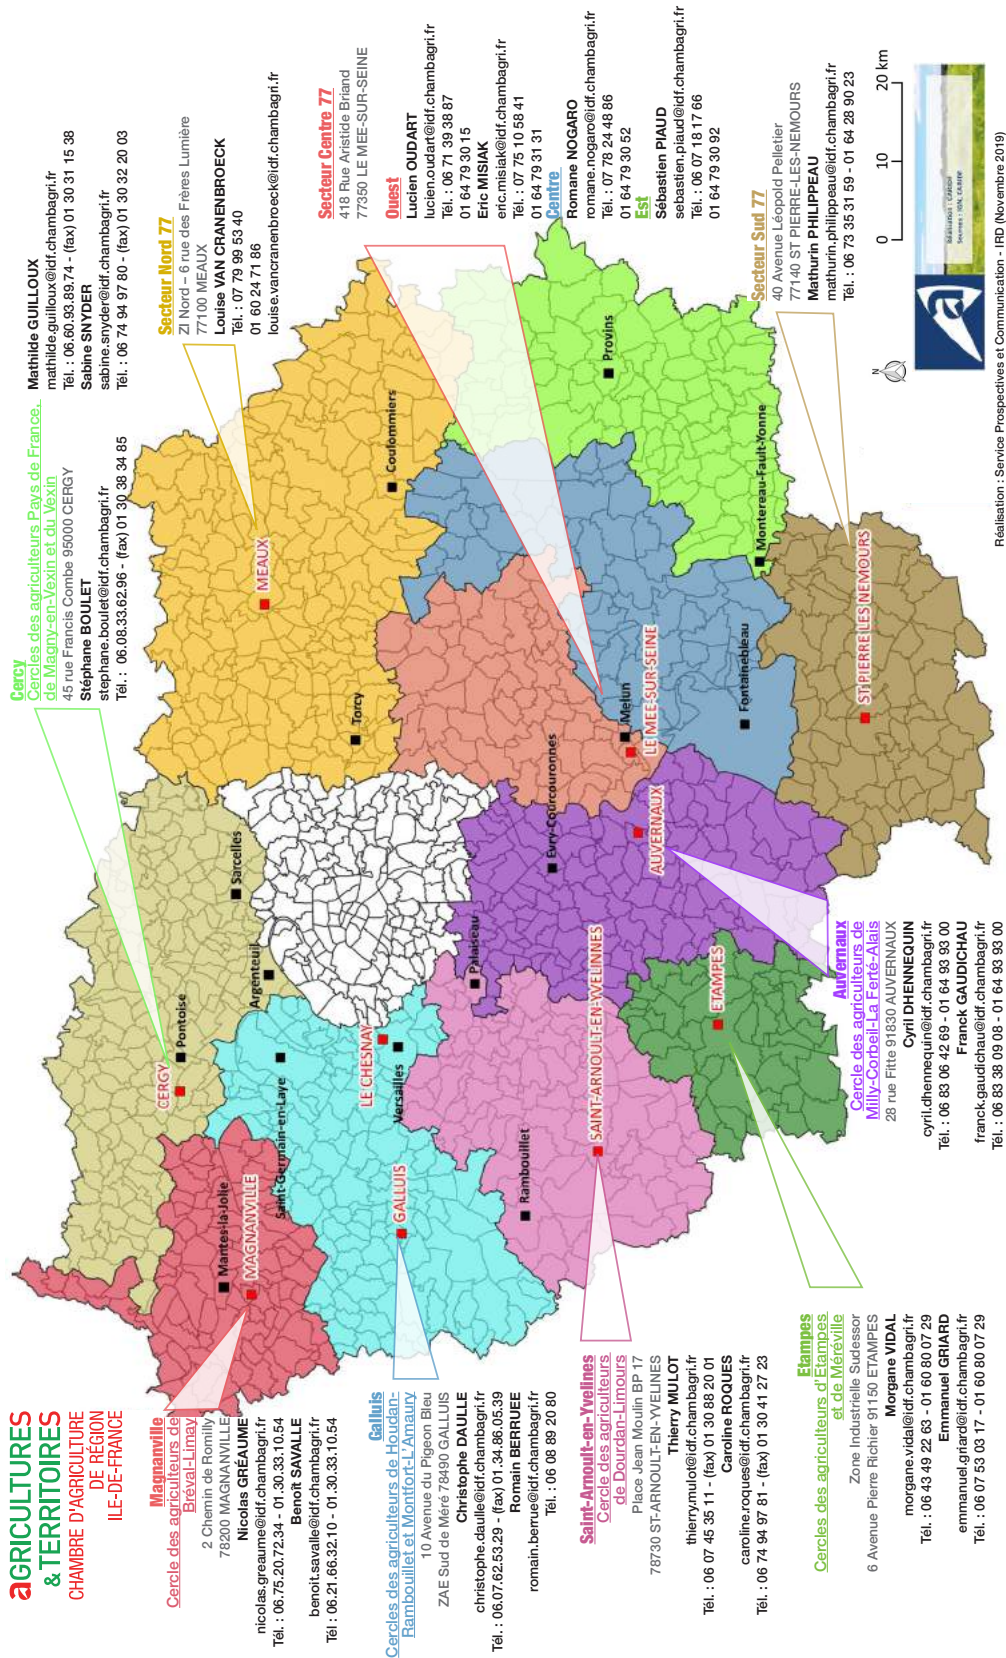 aGRICULTURES
& TERRITOIRES
CHAMBRE D'AGRICULTURE
DE RÉGION
ILE-DE-FRANCE
Magnanville
Cercle des agriculteurs de
Bréval-Limay
2 Chemin de Romilly
78200 MAGNANVILLE
Nicolas GRÉAUME
nicolas.greaume@idf.chambagri.fr
Tél. : 06.75.20.72.34 - 01.30.33.10.54
Benoît SAVALLE
benoit.savalle@idf.chambagri.fr
Tél : 06.21.66.32.10 - 01.30.33.10.54
Galluis
Cercles des agriculteurs de Houdan-
Rambouillet et Montfort-L'Amaury
10 Avenue du Pigeon Bleu
ZAE Sud de Méré 78490 GALLUIS
Christophe DAULLE
christophe.daulle@idf.chambagri.fr
Tél. : 06.07.62.53.29 - (fax) 01.34.86.05.39
Romain BERRUER
romain.berrue@idf.chambagri.fr
Tél. : 06 08 89 20 80
Saint-Arnoult-en-Yvelines
Cercle des agriculteurs
de Dourdan-Limours
Place Jean Moulin BP 17
78730 ST-ARNOULT-EN-YVELINES
Thierry MULOT
thierry.mulot@idf.chambagri.fr
Tél. : 06 07 45 35 11 - (fax) 01 30 88 20 01
Caroline ROQUES
caroline.roques@idf.chambagri.fr
Tél. : 06 74 94 97 81 - (fax) 01 30 41 27 23
Etampes
Cercles des agriculteurs d'Etampes
et de Méréville
Zone Industrielle Sudessor
6 Avenue Pierre Richier 91150 ETAMPES
Morgane VIDAL
morgane.vidal@idf.chambagri.fr
Tél. : 06 43 49 22 63 - 01 60 80 07 29
Emmanuel GRIARD
emmanuel.griard@idf.chambagri.fr
Tél. : 06 07 53 03 17 - 01 60 80 07 29
Auvernaux
Cercle des agriculteurs de
Milly-Corbeil-La Ferté-Alais
28 rue Fitte 91830 AUVERNAUX
Cyril DHENNEQUIN
cyril.dhennequin@idf.chambagri.fr
Tél. : 06 83 06 42 69 - 01 64 93 93 00
Franck GAUDICHAU
franck.gaudichau@idf.chambagri.fr
Tél. : 06 83 38 09 08 - 01 64 93 93 00
Cercy
Cercles des agriculteurs Pays de France,
de Magny-en-Vexin et du Vexin
45 rue Francis Combe 95000 CERGY
Stéphane BOULET
stephane.boulet@idf.chambagri.fr
Tél. : 06.08.33.62.96 - (fax) 01 30 38 34 85
Mathilde GUILLOUX
mathilde.guilloux@idf.chambagri.fr
Tél. : 06.60.93.89.74 - (fax) 01 30 31 15 38
Sabine SNYDER
sabine.snyder@idf.chambagri.fr
Tél. : 06 74 94 97 80 - (fax) 01 30 32 20 03
Secteur Nord 77
ZI Nord – 6 rue des Frères Lumière
77100 MEAUX
Louise VAN CRANENBROECK
Tél. : 07 79 99 53 40
01 60 24 71 86
louise.vancranenbroeck@idf.chambagri.fr
Secteur Centre 77
418 Rue Aristide Briand
77350 LE MEE-SUR-SEINE
Ouest
Lucien OUDART
lucien.oudart@idf.chambagri.fr
Tél. : 06 71 39 38 87
01 64 79 30 15
Eric MISIAK
eric.misiak@idf.chambagri.fr
Tél. : 07 75 10 58 41
01 64 79 31 31
Centre
Romane NOGARO
romane.nogaro@idf.chambagri.fr
Tél. : 07 78 24 48 86
01 64 79 30 52
Est
Sébastien PIAUD
sebastien.piaud@idf.chambagri.fr
Tél. : 06 07 18 17 66
01 64 79 30 92
Secteur Sud 77
40 Avenue Léopold Pelletier
77140 ST PIERRE-LES-NEMOURS
Mathurin PHILIPPEAU
mathurin.philippeau@idf.chambagri.fr
Tél. : 06 73 35 31 59 - 01 64 28 90 23
CERGY
Pontoise
Sarcelles
Argenteuil
Mantes-la-Jolie
MAGNANVILLE
Saint-Germain-en-Laye
LE CHESNAY
Versailles
GALLUIS
Palaiseau
Rambouillet
Evry-Courcouronnes
SAINT-ARNOULT-EN-YVELINNES
AUVERNAUX
ETAMPES
MEAUX
Torcy
Coulommiers
Provins
Melun
LE MEE-SUR-SEINE
Fontainebleau
Montereau-Fault-Yonne
ST PIERRE LES NEMOURS
N
0 10 20 km
Réalisation : Service Prospectives et Communication - IRD (Novembre 2019)